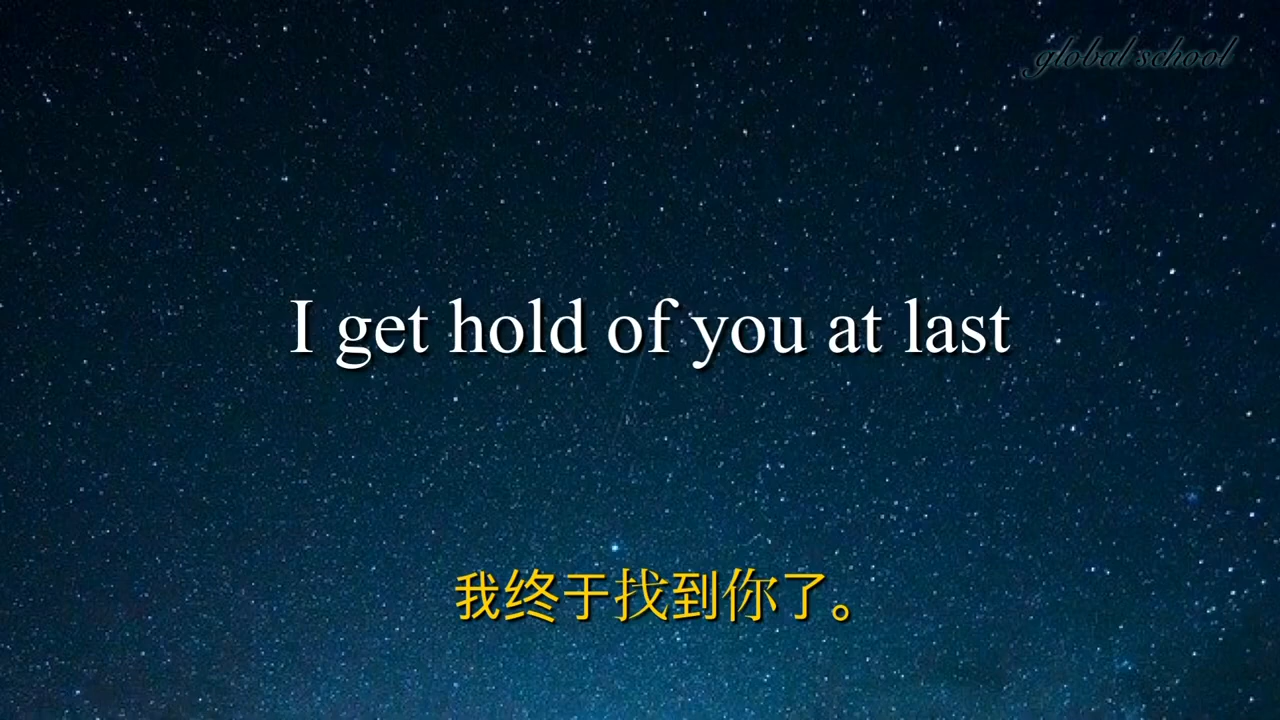 global school
I get hold of you at last
我终于找到你了。